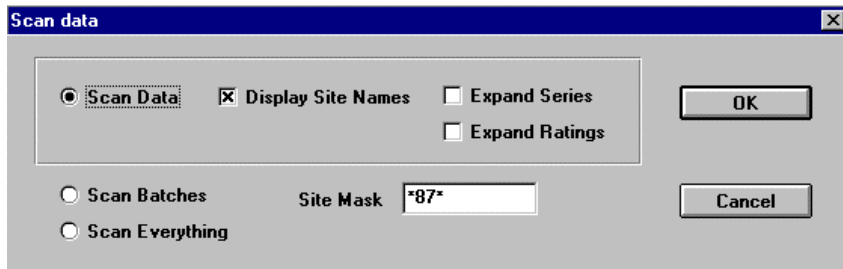 Scan data
Scan Data Display Site Names Expand Series OK
Expand Ratings
Scan Batches Site Mask *87* Cancel
Scan Everything